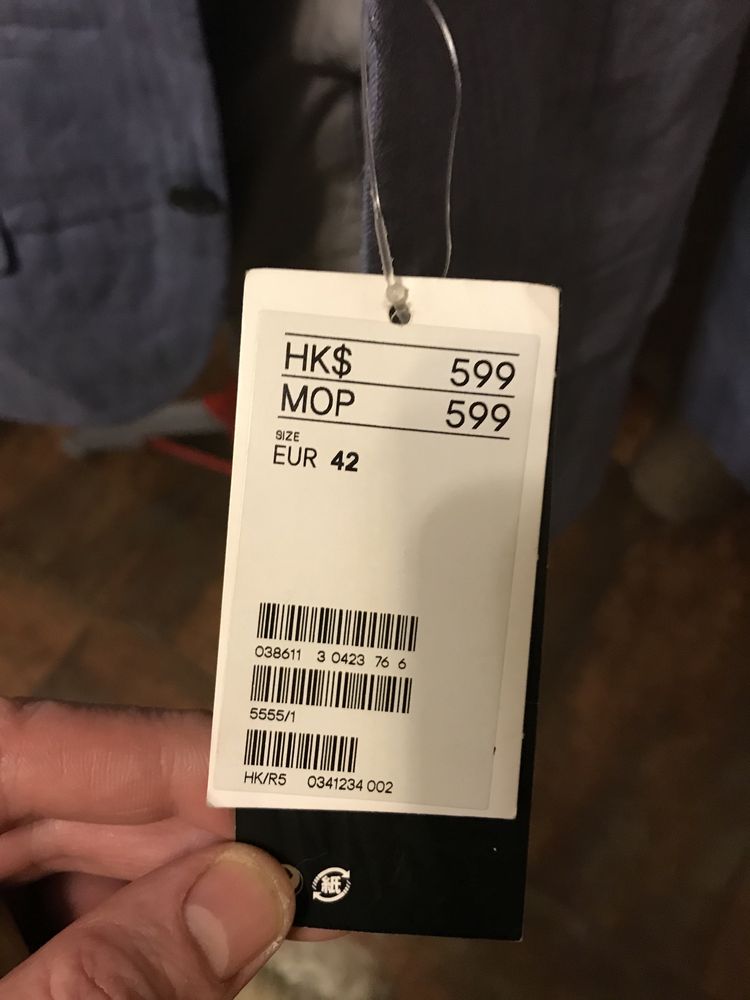 HK$ 599
MOP 599
SIZE
EUR 42
038611 3 0423 76 6
5555/1
HK/R5 0341234 002
紙